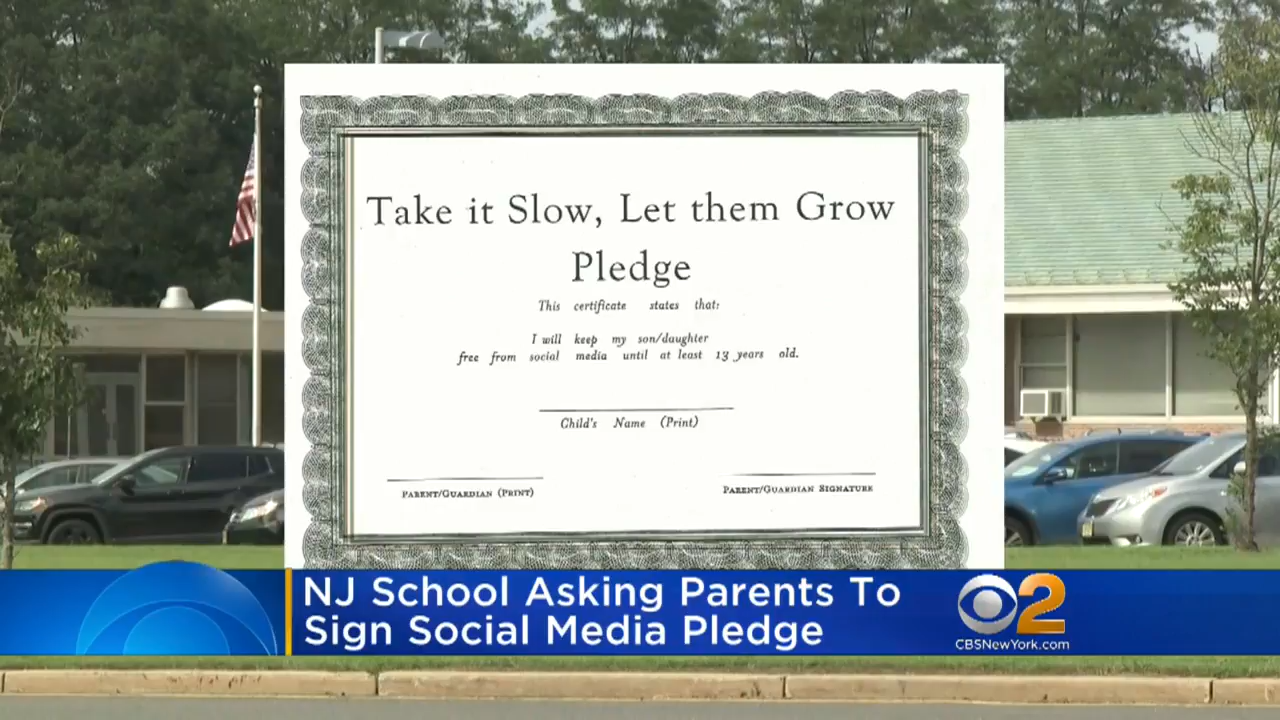 Take it Slow, Let them Grow
Pledge
This certificate states that:
I will keep my son/daughter
free from social media until at least 13 years old.
Child's Name (Print)
PARENT/GUARDIAN (PRINT)
PARENT/GUARDIAN SIGNATURE
NJ School Asking Parents To
Sign Social Media Pledge
2
CBSNewYork.com